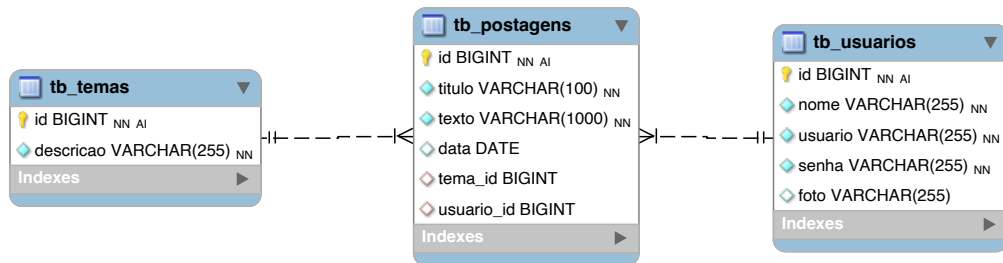 tb_temas
id BIGINT NN AI
descricao VARCHAR(255) NN
Indexes
tb_postagens
id BIGINT NN AI
titulo VARCHAR(100) NN
texto VARCHAR(1000) NN
data DATE
tema_id BIGINT
usuario_id BIGINT
Indexes
tb_usuarios
id BIGINT NN AI
nome VARCHAR(255) NN
usuario VARCHAR(255) NN
senha VARCHAR(255) NN
foto VARCHAR(255)
Indexes